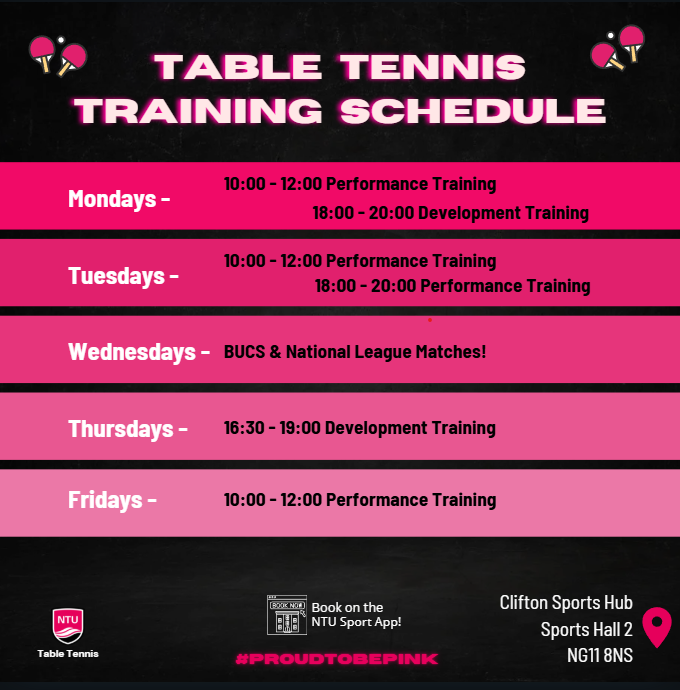 TABLE TENNIS
TRAINING SCHEDULE
Mondays -
10:00 - 12:00 Performance Training
18:00 - 20:00 Development Training
Tuesdays -
10:00 - 12:00 Performance Training
18:00 - 20:00 Performance Training
Wednesdays - BUCS & National League Matches!
Thursdays - 16:30 - 19:00 Development Training
Fridays - 10:00 - 12:00 Performance Training
NTU
Table Tennis
BOOK NOW
Book on the
NTU Sport App!
#PROUDTOBEPINK
Clifton Sports Hub
Sports Hall 2
NG11 8NS